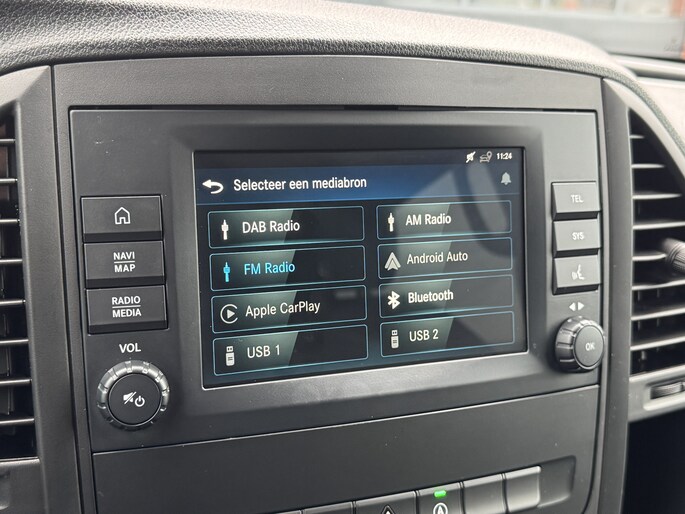 11:24
Selecteer een mediabron
DAB Radio
AM Radio
FM Radio
Android Auto
Apple CarPlay
Bluetooth
USB 1
USB 2
NAVI
MAP
RADIO
MEDIA
VOL
TEL
SYS
OK